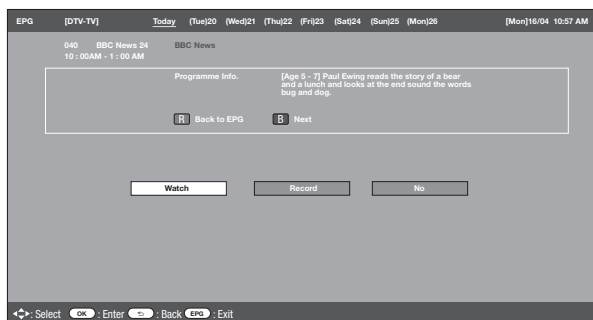 EPG [DTV-TV] Today (Tue)20 (Wed)21 (Thu)22 (Fri)23 (Sat)24 (Sun)25 (Mon)26 [Mon]16/04 10:57 AM
040 BBC News 24 BBC News
10 : 00AM - 1 : 00 AM
Programme Info. [Age 5 - 7] Paul Ewing reads the story of a bear
and a lunch and looks at the end sound the words
bug and dog.
R Back to EPG B Next
Watch Record No
: Select OK : Enter : Back EPG : Exit